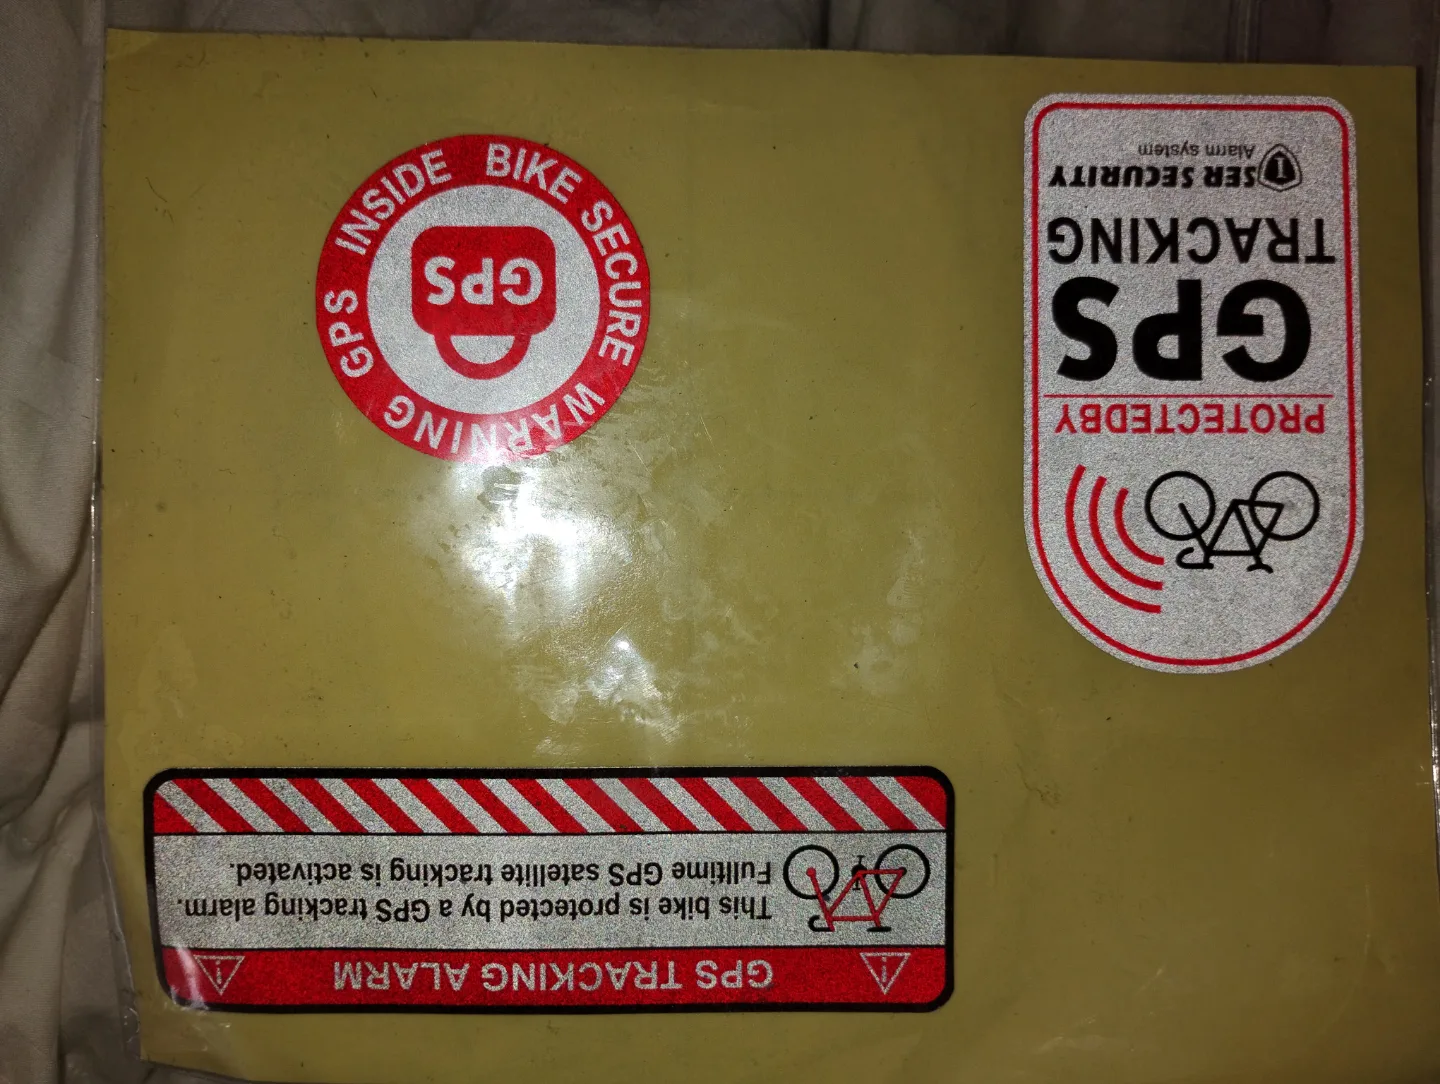 GPS TRACKING ALARM
This bike is protected by a GPS tracking alarm.
Fulltime GPS satellite tracking is activated.
PROTECTEDBY
GPS
TRACKING
SER SECURITY
Alarm system
WARNING GPS INSIDE BIKE SECURE
GPS